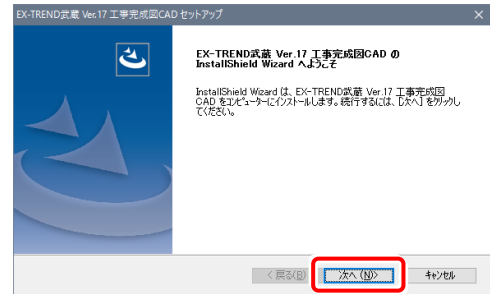 EX-TREND武蔵 Ver.17 工事完成図CAD セットアップ
EX-TREND武蔵 Ver.17 工事完成図CAD の
InstallShield Wizard へようこそ
InstallShield Wizard は、EX-TREND武蔵 Ver.17 工事完成図
CAD をコンピューターにインストールします。続行するには、[次へ] をクリックし
てください。
< 戻る(B)
次へ(N)>
キャンセル